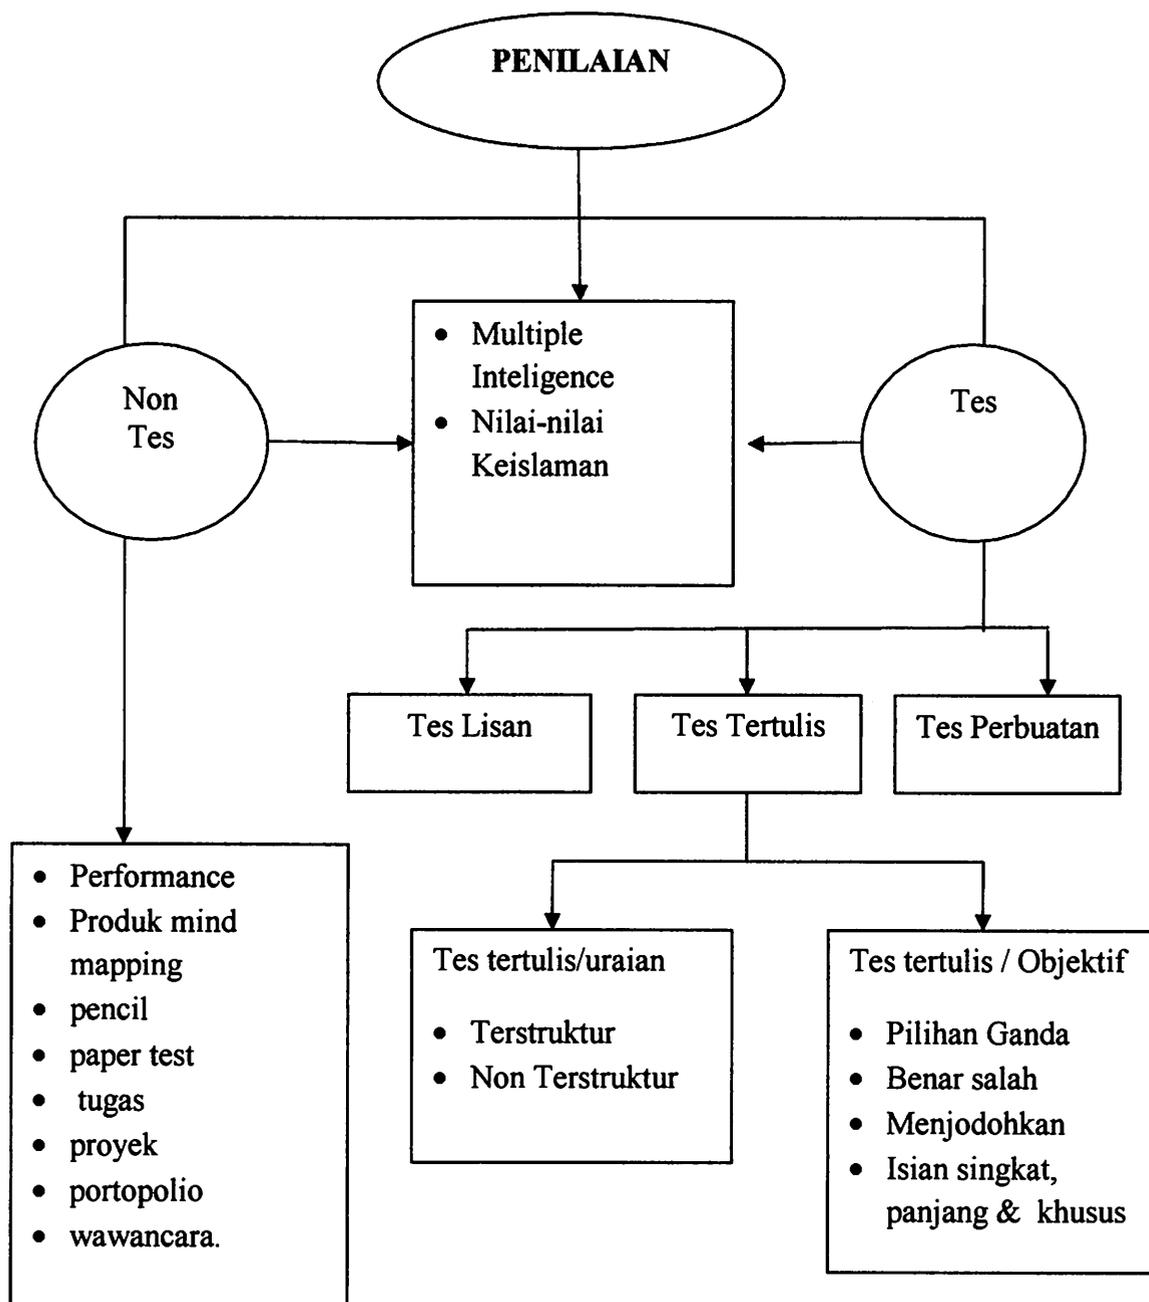 PENILAIAN
• Multiple
Inteligence
• Nilai-nilai
Keislaman
Non
Tes
Tes
Tes Lisan
Tes Tertulis
Tes Perbuatan
• Performance
• Produk mind
mapping
• pencil
• paper test
• tugas
• proyek
• portopolio
• wawancara.
Tes tertulis/uraian
• Terstruktur
• Non Terstruktur
Tes tertulis / Objektif
• Pilihan Ganda
• Benar salah
• Menjodohkan
• Isian singkat,
panjang & khusus